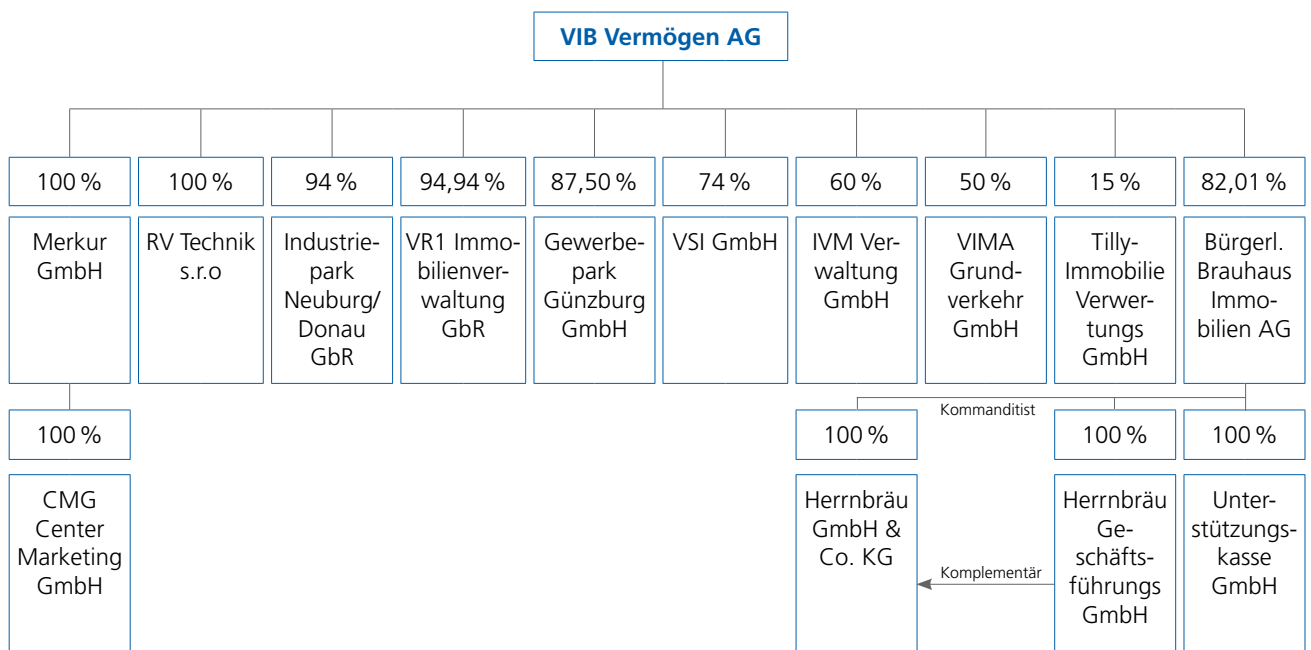 VIB Vermögen AG
100 %
100 %
94 %
94,94 %
87,50 %
74 %
60 %
50 %
15 %
82,01 %
Merkur
GmbH
RV Technik
s.r.o
Industrie-
park
Neuburg/
Donau
GbR
VR1 Immo-
bilienver-
waltung
GbR
Gewerbe-
park
Günzburg
GmbH
VSI GmbH
IVM Ver-
waltung
GmbH
VIMA
Grund-
verkehr
GmbH
Tilly-
Immobilie
Verwer-
tungs
GmbH
Bürgerl.
Brauhaus
Immo-
bilien AG
Kommanditist
100 %
100 %
100 %
100 %
CMG
Center
Marketing
GmbH
Herrnbräu
GmbH &
Co. KG
Komplementär
Herrnbräu
Ge-
schäfts-
führungs
GmbH
Unter-
stützungs-
kasse
GmbH